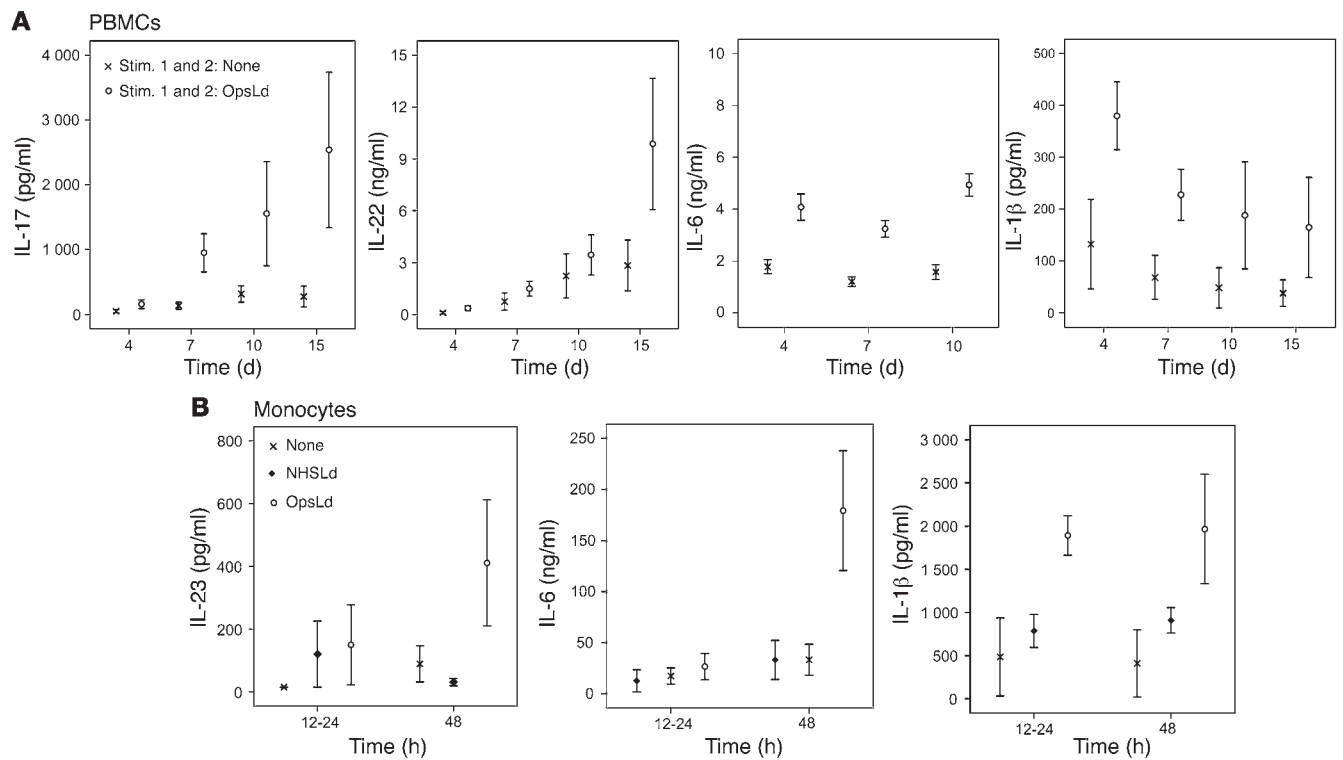 A
PBMCs
IL-17 (pg/ml)
4 000
3 000
2 000
1 000
0
Stim. 1 and 2: None
Stim. 1 and 2: OpsLd
4 7 10 15
Time (d)
IL-22 (ng/ml)
15
12
9
6
3
0
4 7 10 15
Time (d)
IL-6 (ng/ml)
10
8
6
4
2
0
4 7 10
Time (d)
IL-1β (pg/ml)
500
400
300
200
100
0
4 7 10 15
Time (d)
B
Monocytes
IL-23 (pg/ml)
800
600
400
200
0
None
NHSLd
OpsLd
12-24 48
Time (h)
IL-6 (ng/ml)
250
200
150
100
50
0
12-24 48
Time (h)
IL-1β (pg/ml)
3 000
2 500
2 000
1 500
1 000
500
0
12-24 48
Time (h)